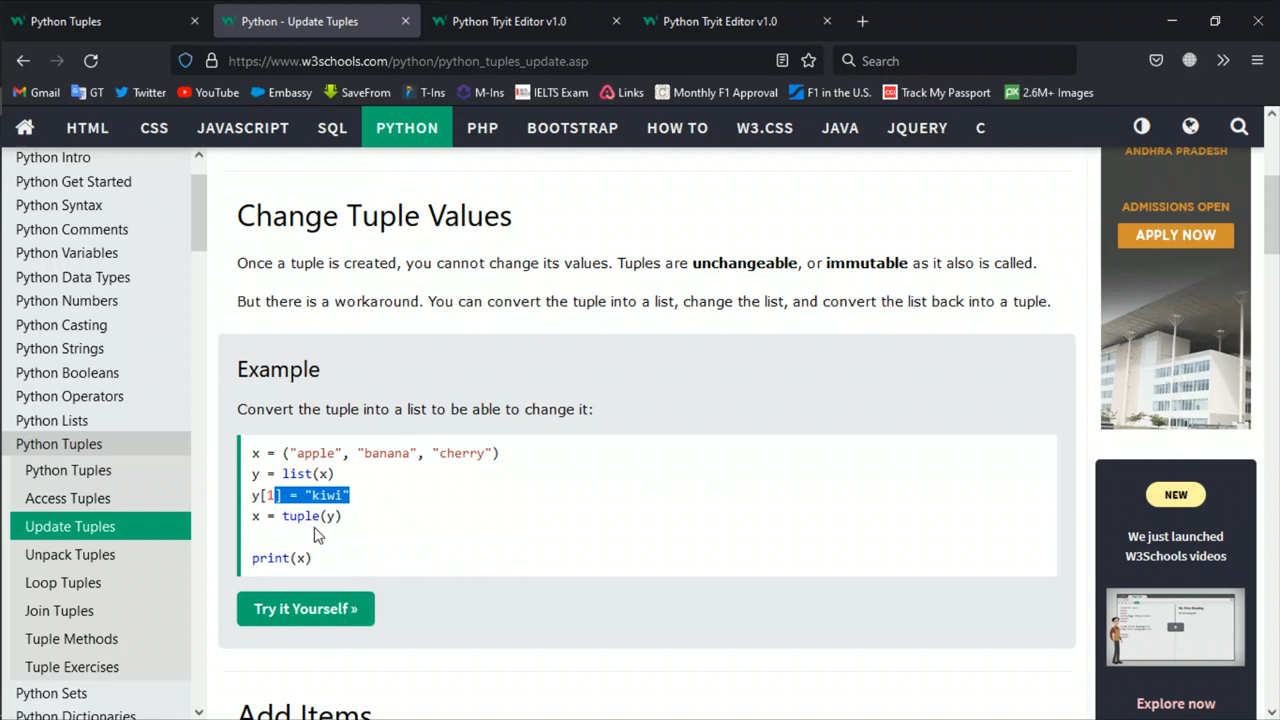 Python Tuples
Python - Update Tuples
Python Tryit Editor v1.0
Python Tryit Editor v1.0
https://www.w3schools.com/python/python_tuples_update.asp
Search
Gmail
GT
Twitter
YouTube
Embassy
SaveFrom
T-Ins
M-Ins
IELTS Exam
Links
Monthly F1 Approval
F1 in the U.S.
Track My Passport
2.6M+ Images
HTML
CSS
JAVASCRIPT
SQL
PYTHON
PHP
BOOTSTRAP
HOW TO
W3.CSS
JAVA
JQUERY
C
Python Intro
Python Get Started
Python Syntax
Python Comments
Python Variables
Python Data Types
Python Numbers
Python Casting
Python Strings
Python Booleans
Python Operators
Python Lists
Python Tuples
Python Tuples
Access Tuples
Update Tuples
Unpack Tuples
Loop Tuples
Join Tuples
Tuple Methods
Tuple Exercises
Python Sets
Python Dictionaries
Change Tuple Values
Once a tuple is created, you cannot change its values. Tuples are unchangeable, or immutable as it also is called.
But there is a workaround. You can convert the tuple into a list, change the list, and convert the list back into a tuple.
Example
Convert the tuple into a list to be able to change it:
x = ("apple", "banana", "cherry")
y = list(x)
y[1] = "kiwi"
x = tuple(y)
print(x)
Try it Yourself »
Add Items
ANDHRA PRADESH
ADMISSIONS OPEN
APPLY NOW
NEW
We just launched
W3Schools videos
Explore now